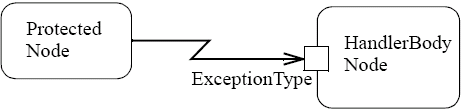 Protected
Node
ExceptionType
HandlerBody
Node